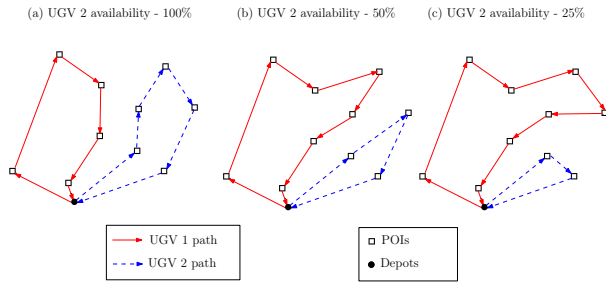 (a) UGV 2 availability - 100%
(b) UGV 2 availability - 50%
(c) UGV 2 availability - 25%
UGV 1 path
UGV 2 path
POIs
Depots